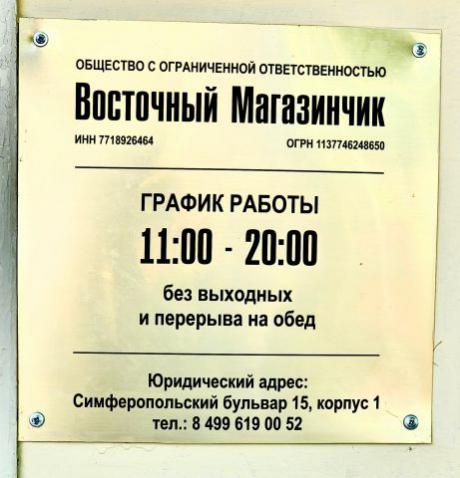 ОБЩЕСТВО С ОГРАНИЧЕННОЙ ОТВЕТСТВЕННОСТЬЮ
Восточный Магазинчик
ИНН 7718926464 ОГРН 1137746248650
ГРАФИК РАБОТЫ
11:00 - 20:00
без выходных
и перерыва на обед
Юридический адрес:
Симферопольский бульвар 15, корпус 1
тел.: 8 499 619 00 52